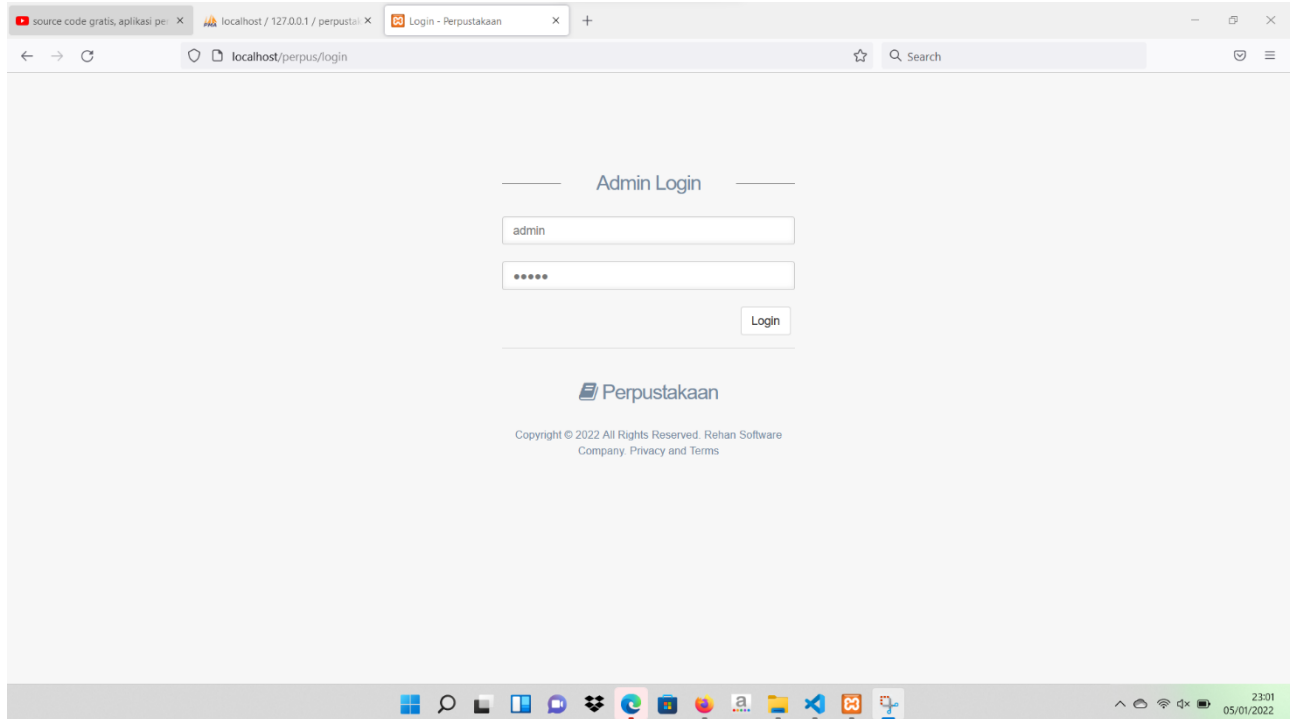 source code gratis, aplikasi per
localhost / 127.0.0.1 / perpustak
Login - Perpustakaan
localhost/perpus/login
Search
Admin Login
admin
•••••
Login
Perpustakaan
Copyright © 2022 All Rights Reserved. Rehan Software
Company. Privacy and Terms
23:01
05/01/2022